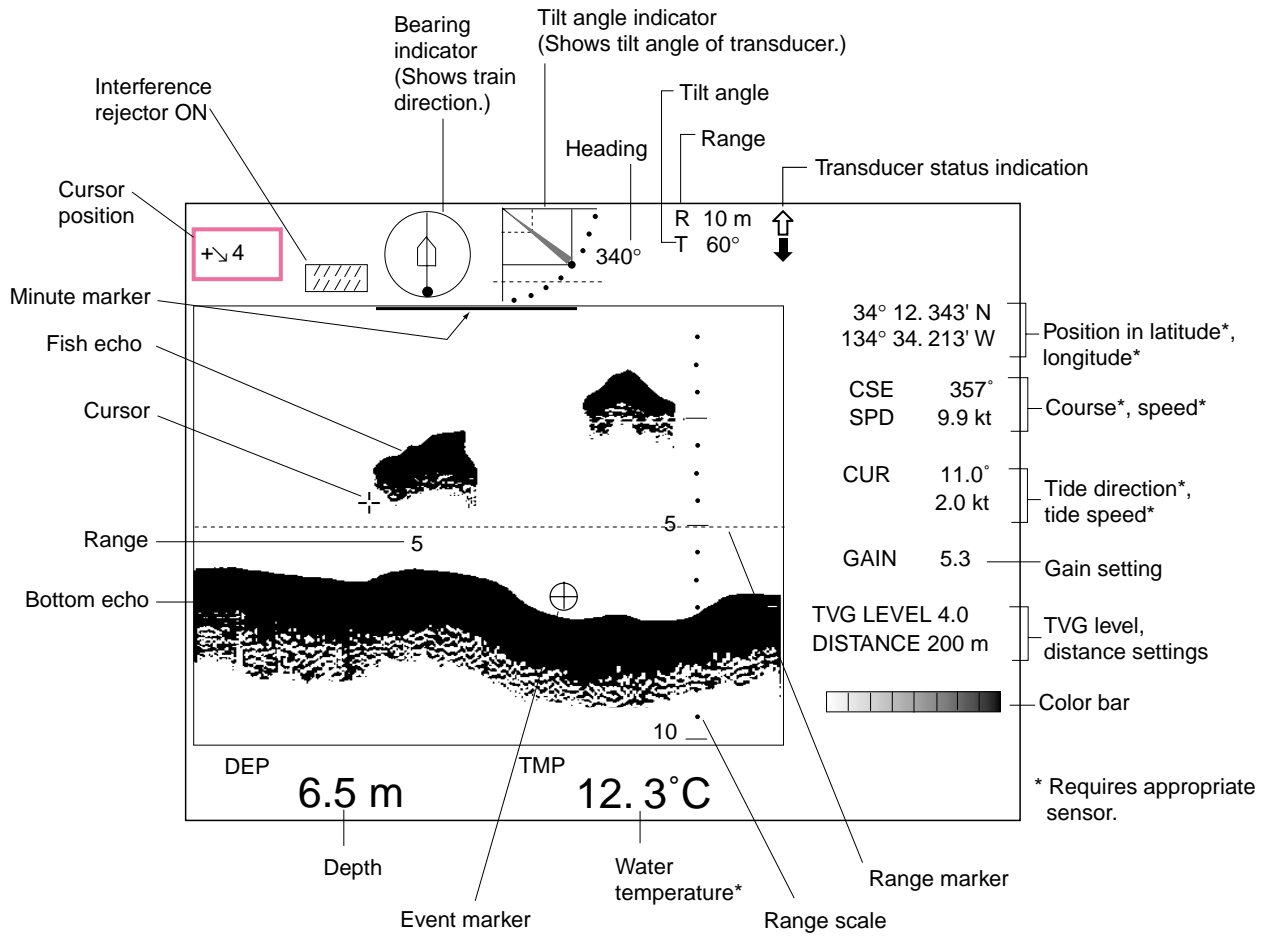 Bearing
indicator
(Shows train
direction.)
Tilt angle indicator
(Shows tilt angle of transducer.)
Interference
rejector ON
Tilt angle
Range
Heading
Transducer status indication
Cursor
position
+↘ 4
340°
R 10 m
T 60°
Minute marker
Fish echo
Cursor
Range
Bottom echo
5
5
10
34° 12. 343' N
134° 34. 213' W
Position in latitude*,
longitude*
CSE 357°
SPD 9.9 kt
Course*, speed*
CUR 11.0°
2.0 kt
Tide direction*,
tide speed*
GAIN 5.3
Gain setting
TVG LEVEL 4.0
DISTANCE 200 m
TVG level,
distance settings
Color bar
DEP
6.5 m
TMP
12. 3°C
* Requires appropriate
sensor.
Depth
Water
temperature*
Range marker
Event marker
Range scale